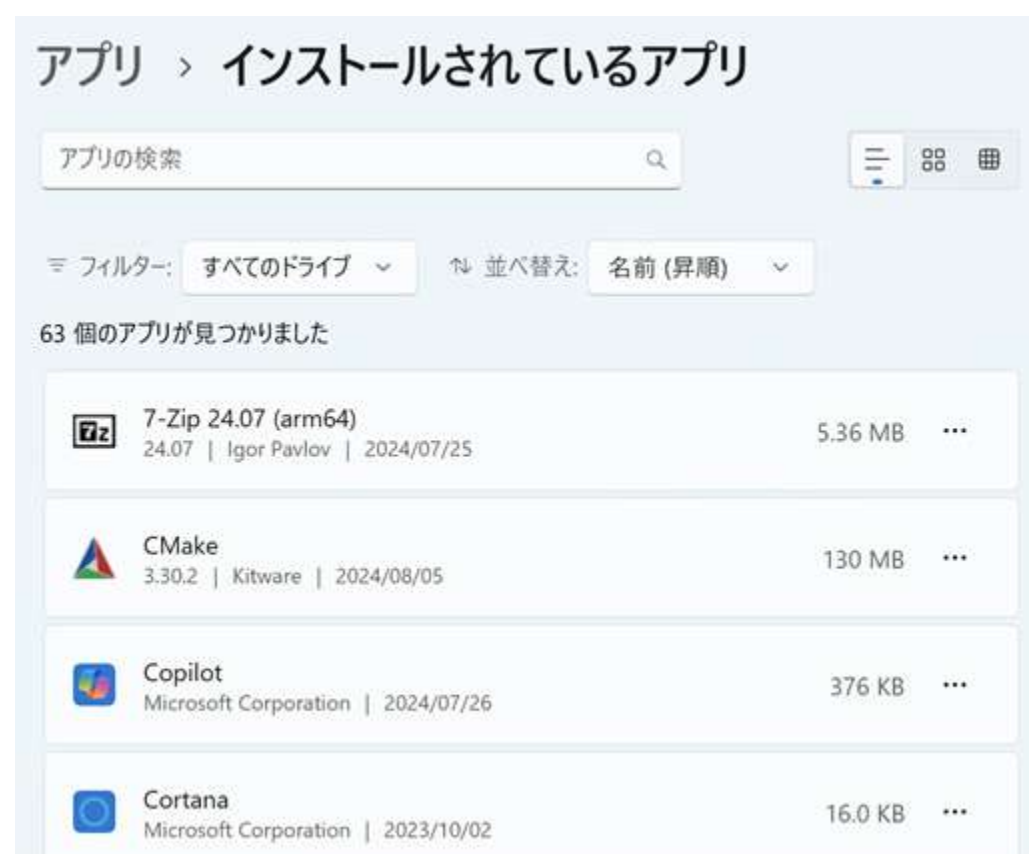 アプリ › インストールされているアプリ
アプリの検索
フィルター: すべてのドライブ 並べ替え: 名前 (昇順)
63 個のアプリが見つかりました
7z
7-Zip 24.07 (arm64)
24.07 | Igor Pavlov | 2024/07/25
5.36 MB
CMake
3.30.2 | Kitware | 2024/08/05
130 MB
Copilot
Microsoft Corporation | 2024/07/26
376 KB
Cortana
Microsoft Corporation | 2023/10/02
16.0 KB